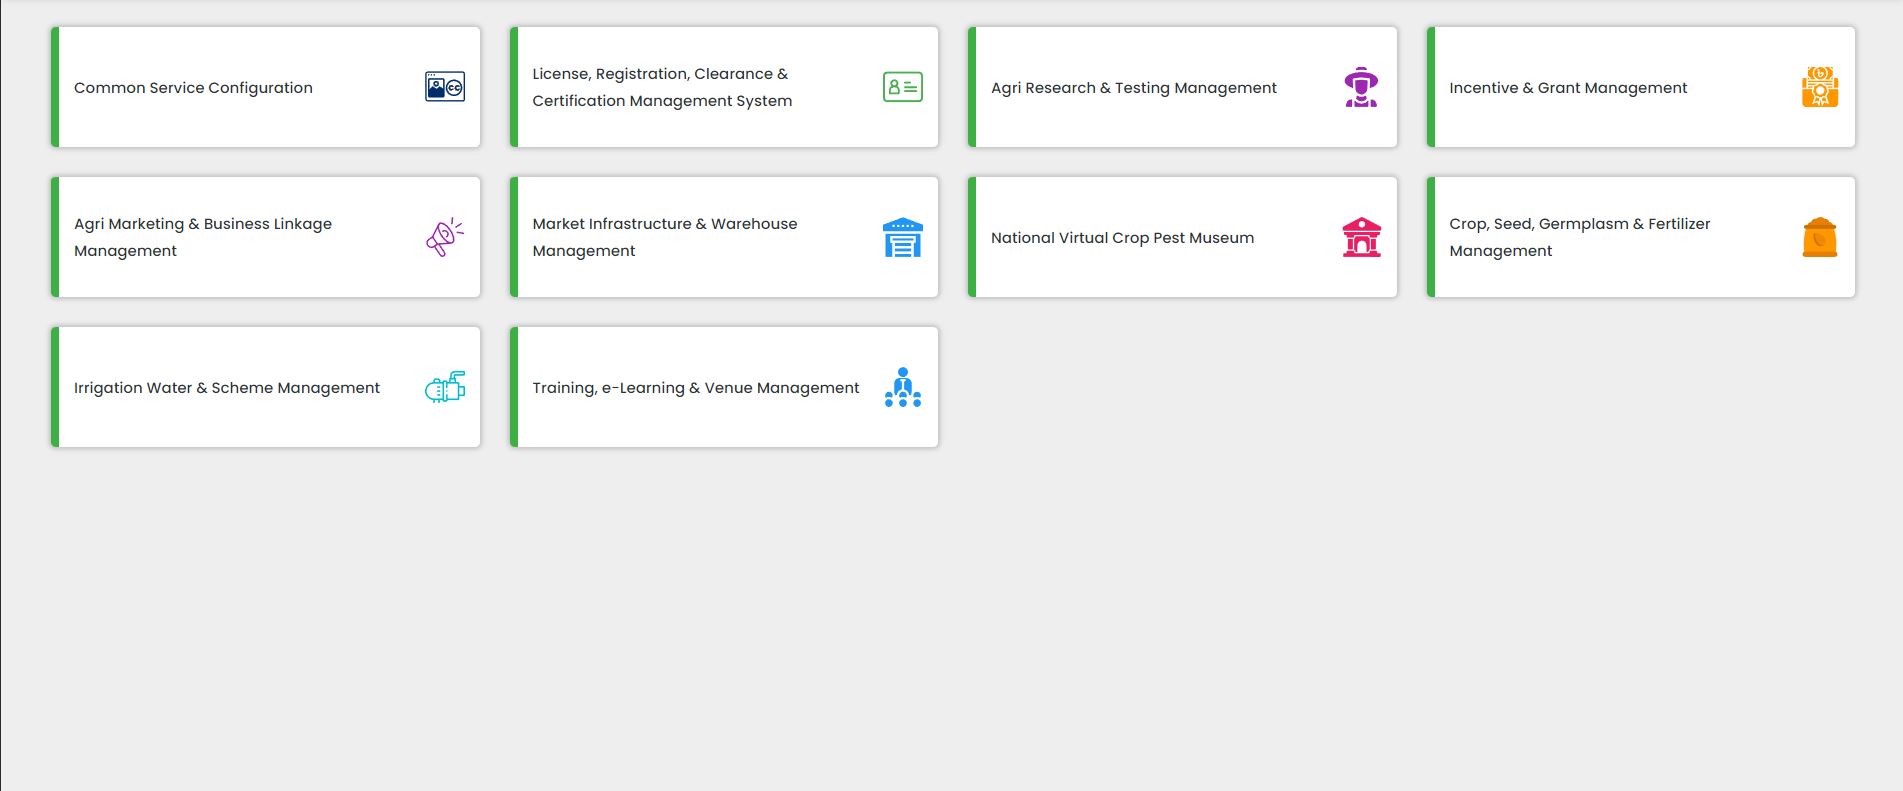 Common Service Configuration
License, Registration, Clearance &
Certification Management System
Agri Research & Testing Management
Incentive & Grant Management
Agri Marketing & Business Linkage
Management
Market Infrastructure & Warehouse
Management
National Virtual Crop Pest Museum
Crop, Seed, Germplasm & Fertilizer
Management
Irrigation Water & Scheme Management
Training, e-Learning & Venue Management